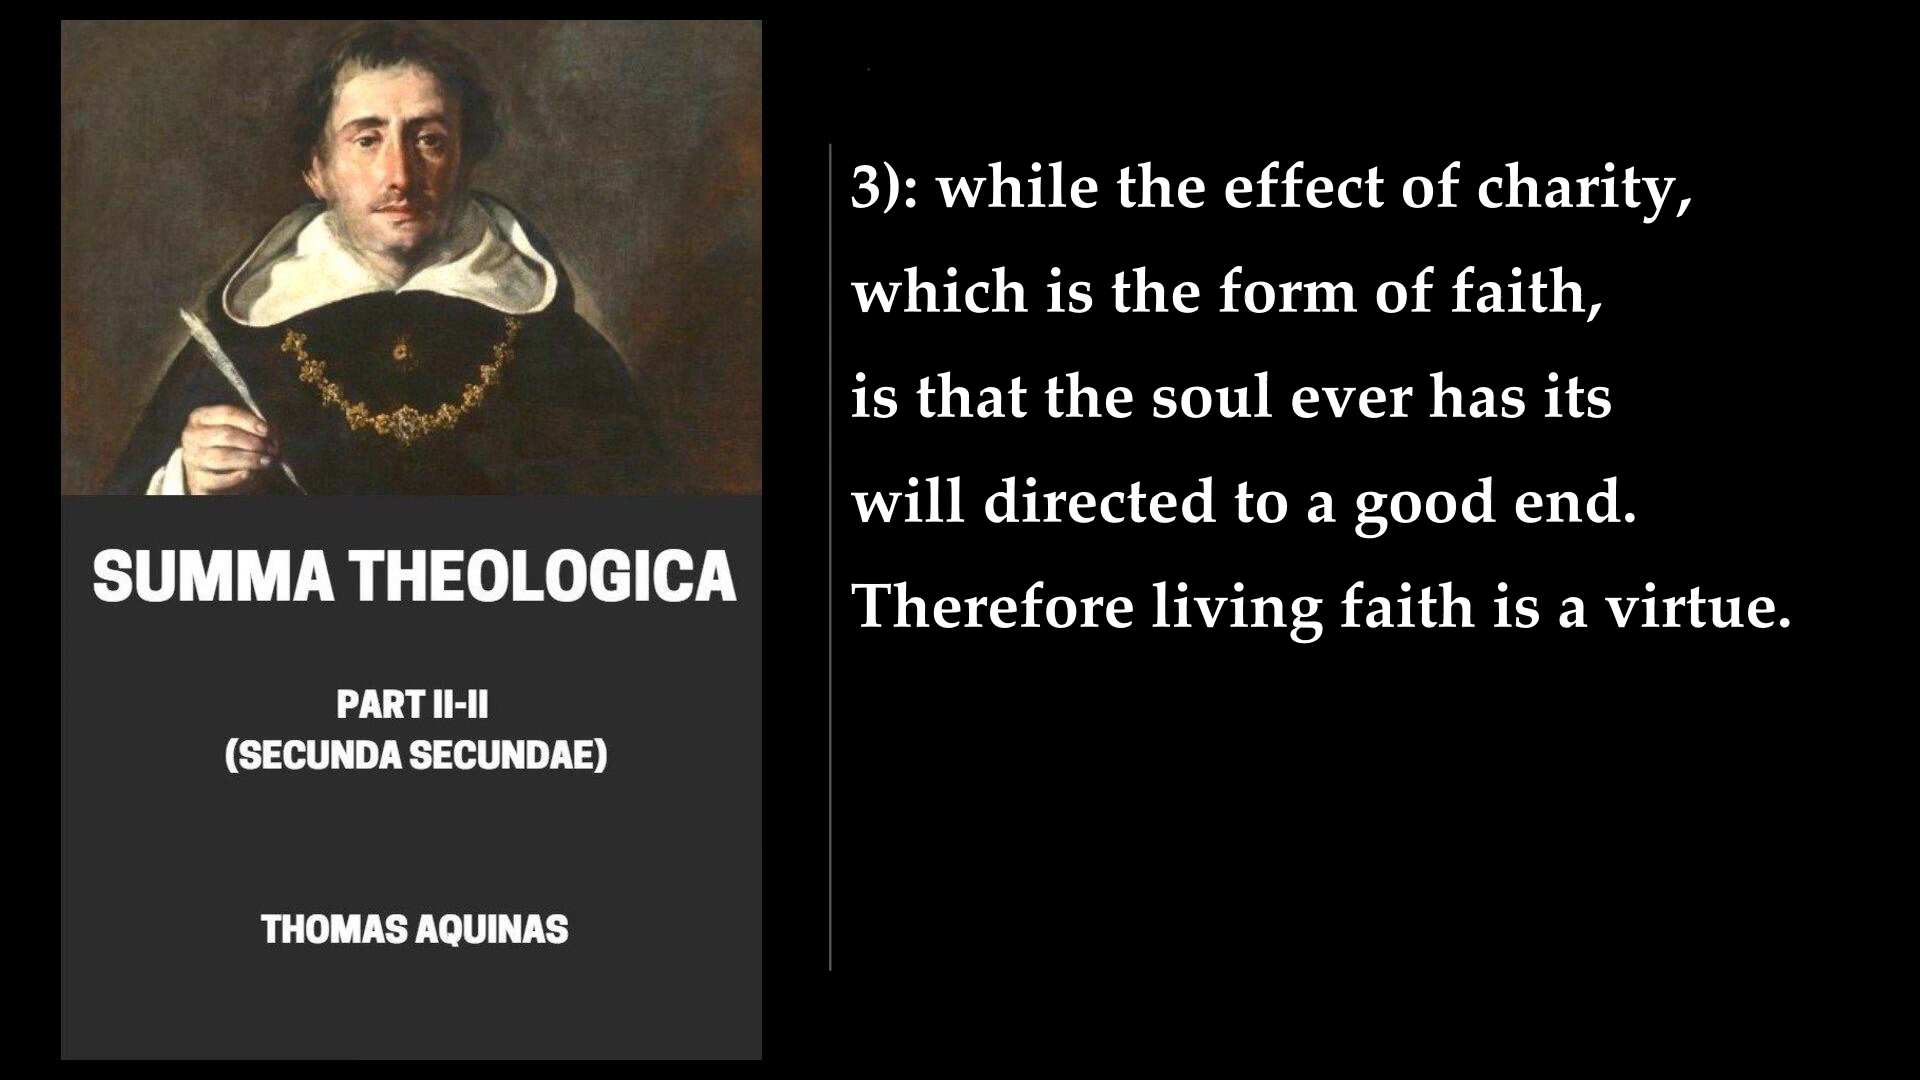 SUMMA THEOLOGICA
PART II-II
(SECUNDA SECUNDAE)
THOMAS AQUINAS
3): while the effect of charity,
which is the form of faith,
is that the soul ever has its
will directed to a good end.
Therefore living faith is a virtue.